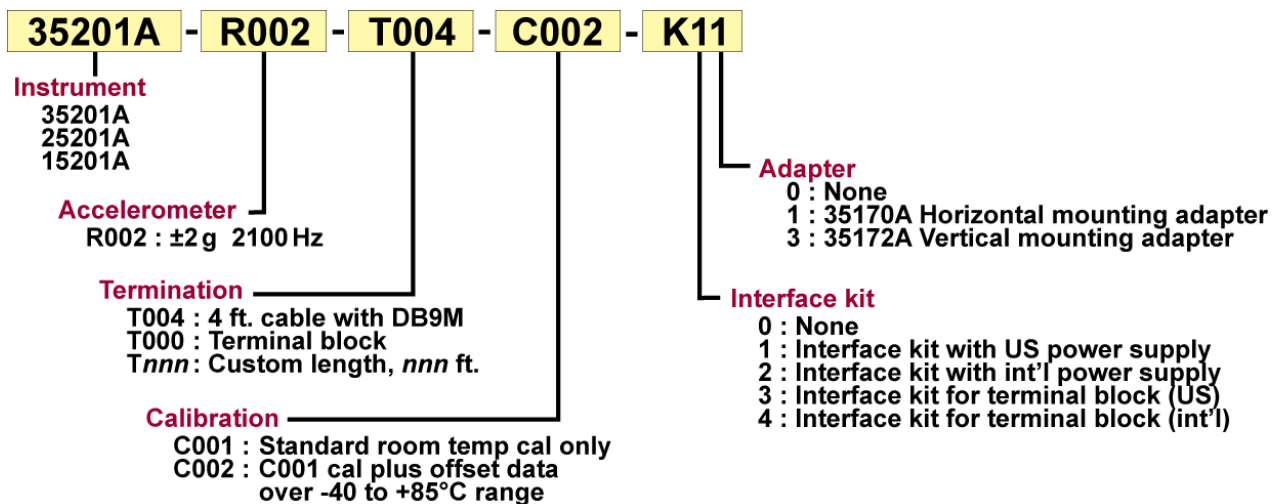 35201A - R002 - T004 - C002 - K11
Instrument
35201A
25201A
15201A
Accelerometer
R002 : ±2 g 2100 Hz
Termination
T004 : 4 ft. cable with DB9M
T000 : Terminal block
Tnnn : Custom length, nnn ft.
Calibration
C001 : Standard room temp cal only
C002 : C001 cal plus offset data
over -40 to +85°C range
Adapter
0 : None
1 : 35170A Horizontal mounting adapter
3 : 35172A Vertical mounting adapter
Interface kit
0 : None
1 : Interface kit with US power supply
2 : Interface kit with int'l power supply
3 : Interface kit for terminal block (US)
4 : Interface kit for terminal block (int'l)